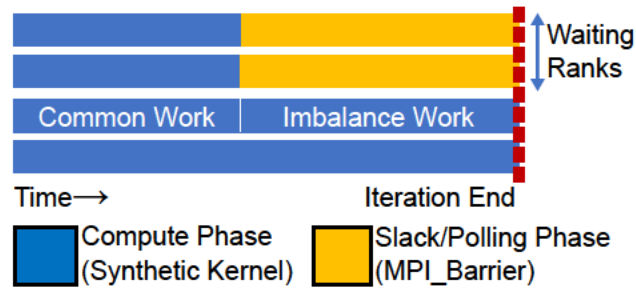 Waiting
Ranks
Common Work Imbalance Work
Time→ Iteration End
Compute Phase
(Synthetic Kernel)
Slack/Polling Phase
(MPI_Barrier)